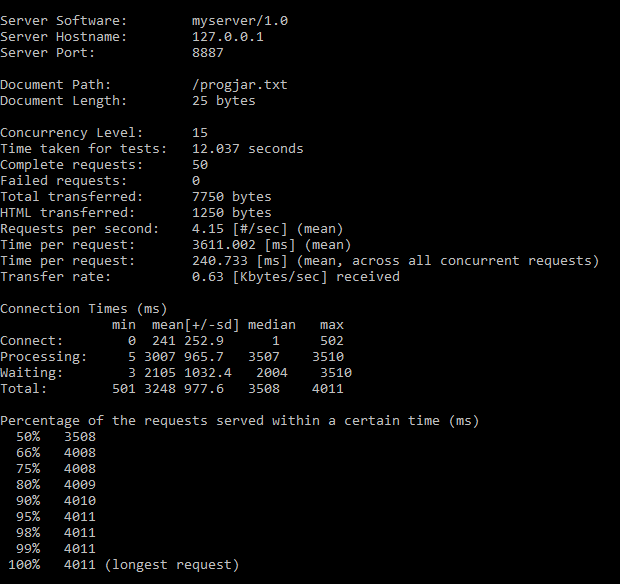 Server Software:        myserver/1.0
Server Hostname:        127.0.0.1
Server Port:            8887

Document Path:          /progjar.txt
Document Length:        25 bytes

Concurrency Level:      15
Time taken for tests:   12.037 seconds
Complete requests:      50
Failed requests:        0
Total transferred:      7750 bytes
HTML transferred:       1250 bytes
Requests per second:    4.15 [#/sec] (mean)
Time per request:       3611.002 [ms] (mean)
Time per request:       240.733 [ms] (mean, across all concurrent requests)
Transfer rate:          0.63 [Kbytes/sec] received

Connection Times (ms)
              min  mean[+/-sd] median   max
Connect:        0  241 252.9      1     502
Processing:     5 3007 965.7   3507    3510
Waiting:        3 2105 1032.4   2004    3510
Total:        501 3248 977.6   3508    4011

Percentage of the requests served within a certain time (ms)
  50%   3508
  66%   4008
  75%   4008
  80%   4009
  90%   4010
  95%   4011
  98%   4011
  99%   4011
 100%   4011 (longest request)